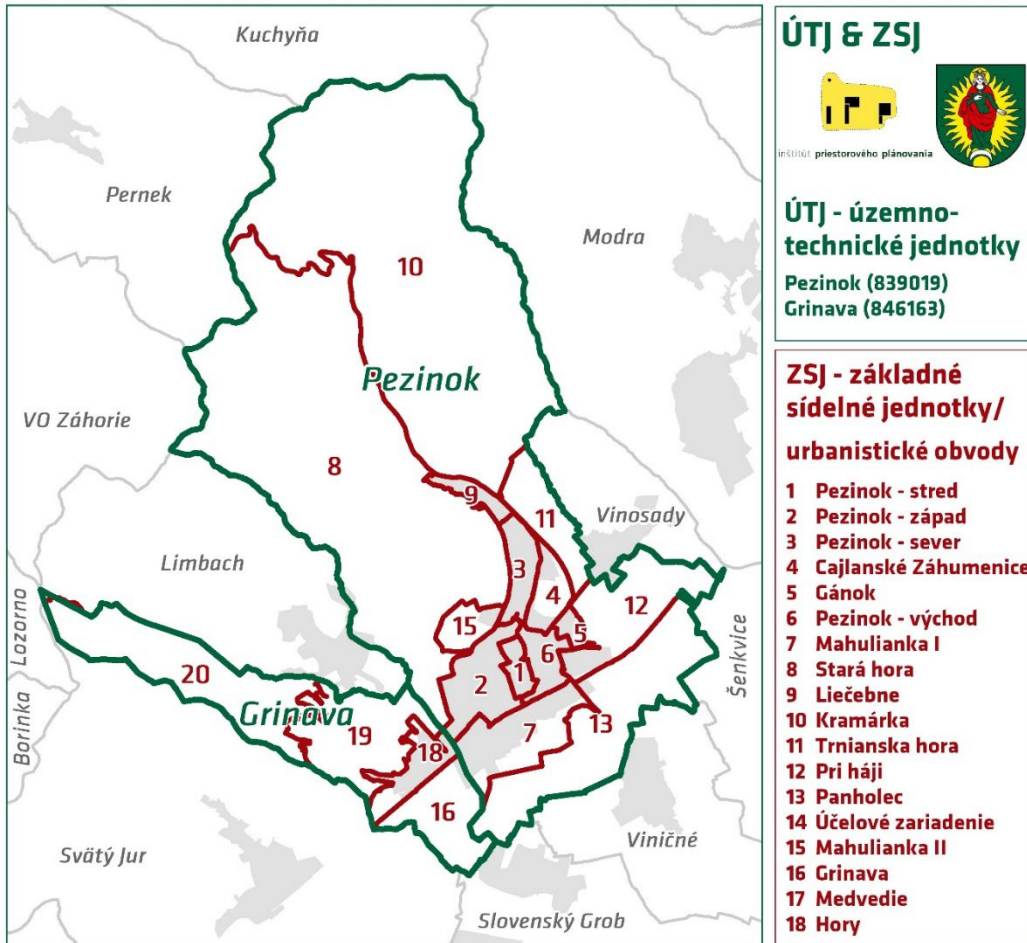 Kuchyňa
Pernek
Modra
10
Pezinok
VO Záhorie
8
9
11
Vinosady
Limbach
3
4
12
Lozorno
15
5
6
Šenkvice
20
1
2
Borinka
Grinava
19
13
7
18
16
Viničné
Svätý Jur
Slovenský Grob
ÚTJ & ZSJ
inštitút priestorového plánovania
ÚTJ - územno-
technické jednotky
Pezinok (839019)
Grinava (846163)
ZSJ - základné
sídelné jednotky/
urbanistické obvody
1 Pezinok - stred
2 Pezinok - západ
3 Pezinok - sever
4 Cajlanské Záhumenice
5 Gánok
6 Pezinok - východ
7 Mahulianka I
8 Stará hora
9 Liečebne
10 Kramárka
11 Trnianska hora
12 Pri háji
13 Panholec
14 Účelové zariadenie
15 Mahulianka II
16 Grinava
17 Medvedie
18 Hory